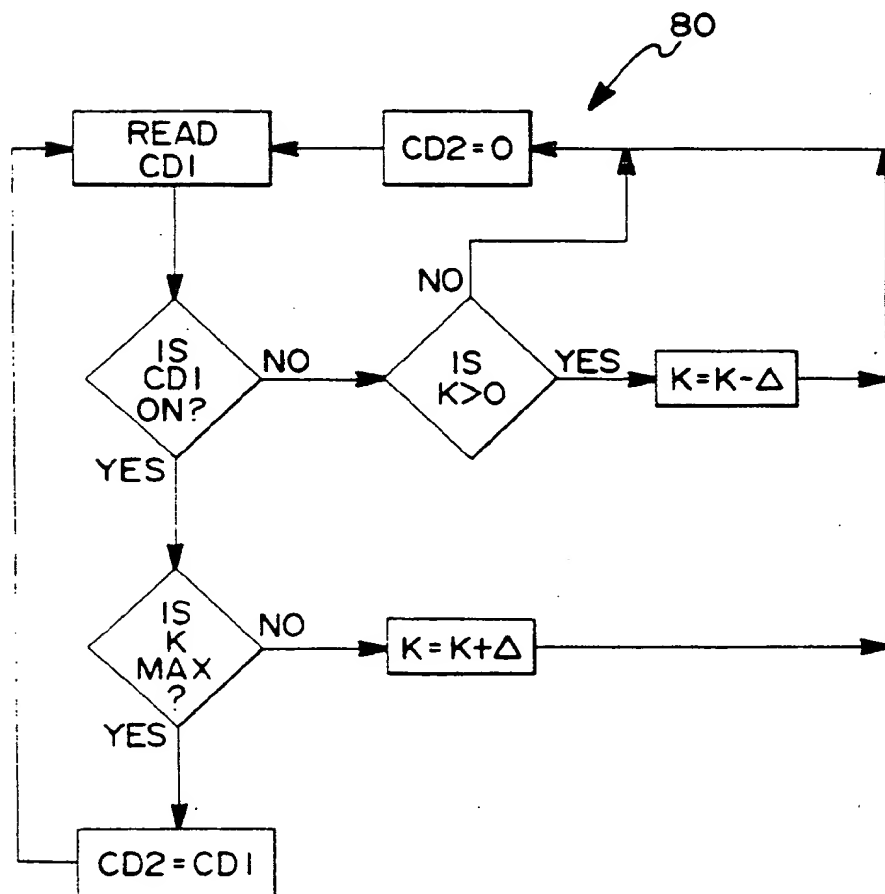 80
READ
CD1
CD2=0
IS
CD1
ON?
NO
YES
IS
K>0
NO
YES
K=K-Δ
IS
K
MAX
?
NO
YES
K=K+Δ
CD2=CD1